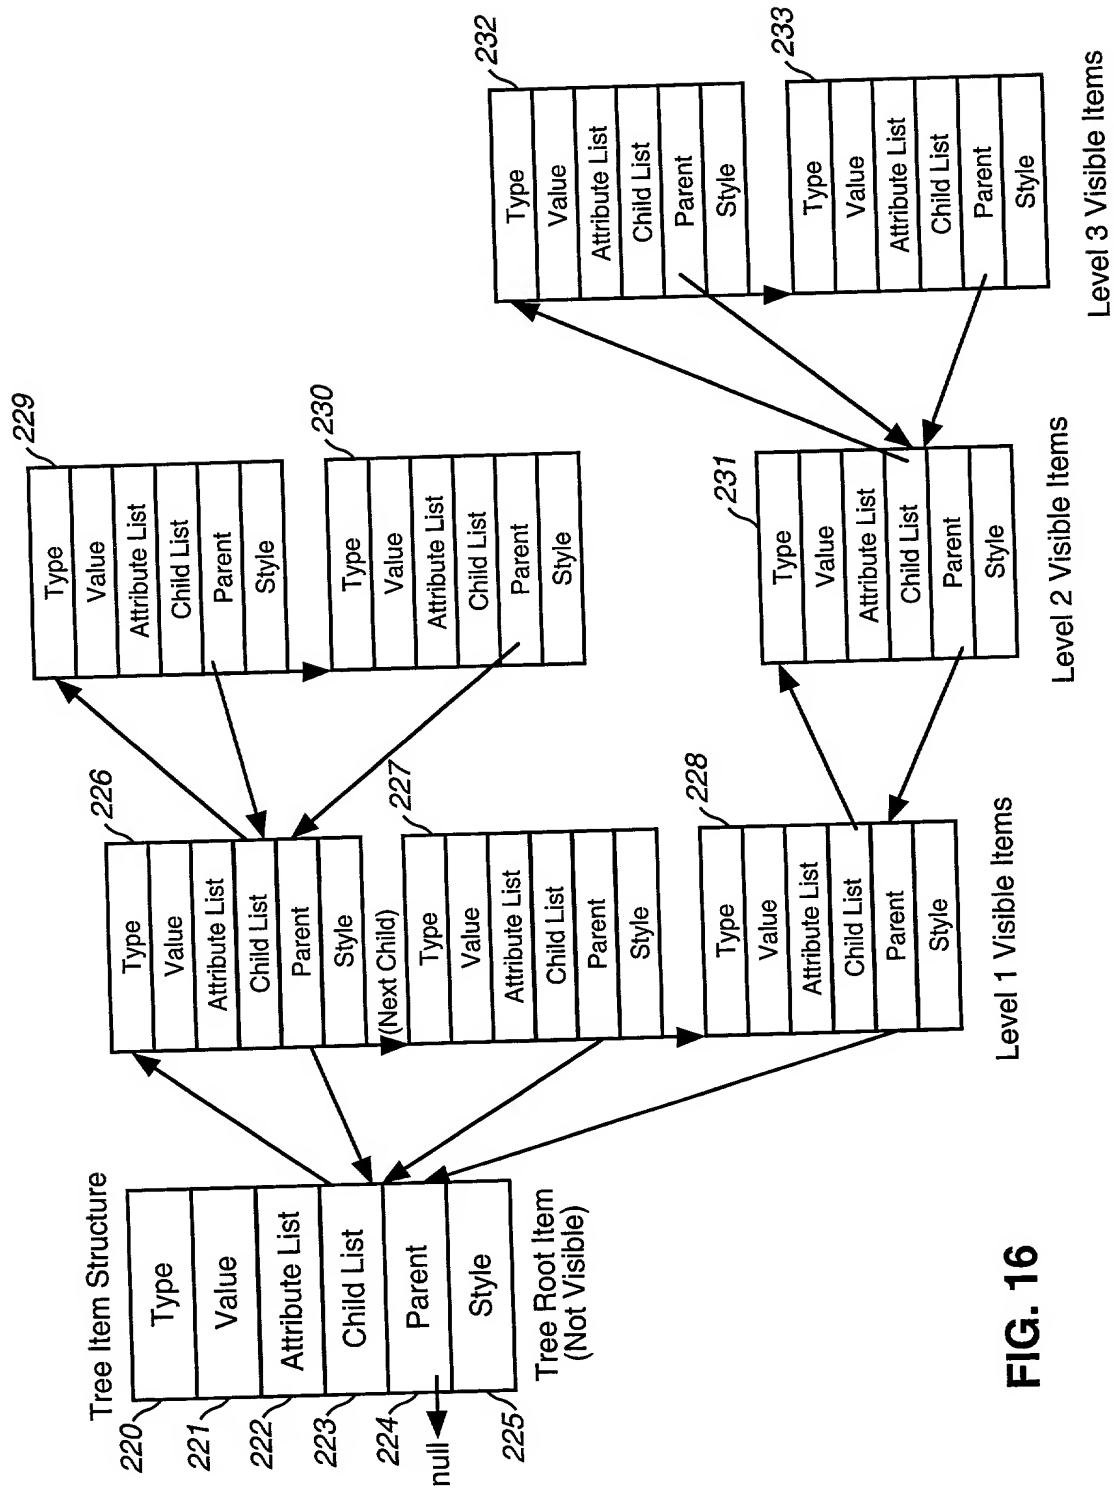 Tree Item Structure
220
Type
221
Value
222
Attribute List
223
Child List
224
Parent
null
225
Style
Tree Root Item
(Not Visible)
226
Type
Value
Attribute List
Child List
Parent
Style
(Next Child)
227
Type
Value
Attribute List
Child List
Parent
Style
228
Type
Value
Attribute List
Child List
Parent
Style
Level 1 Visible Items
229
Type
Value
Attribute List
Child List
Parent
Style
230
Type
Value
Attribute List
Child List
Parent
Style
231
Type
Value
Attribute List
Child List
Parent
Style
Level 2 Visible Items
232
Type
Value
Attribute List
Child List
Parent
Style
233
Type
Value
Attribute List
Child List
Parent
Style
Level 3 Visible Items
FIG. 16